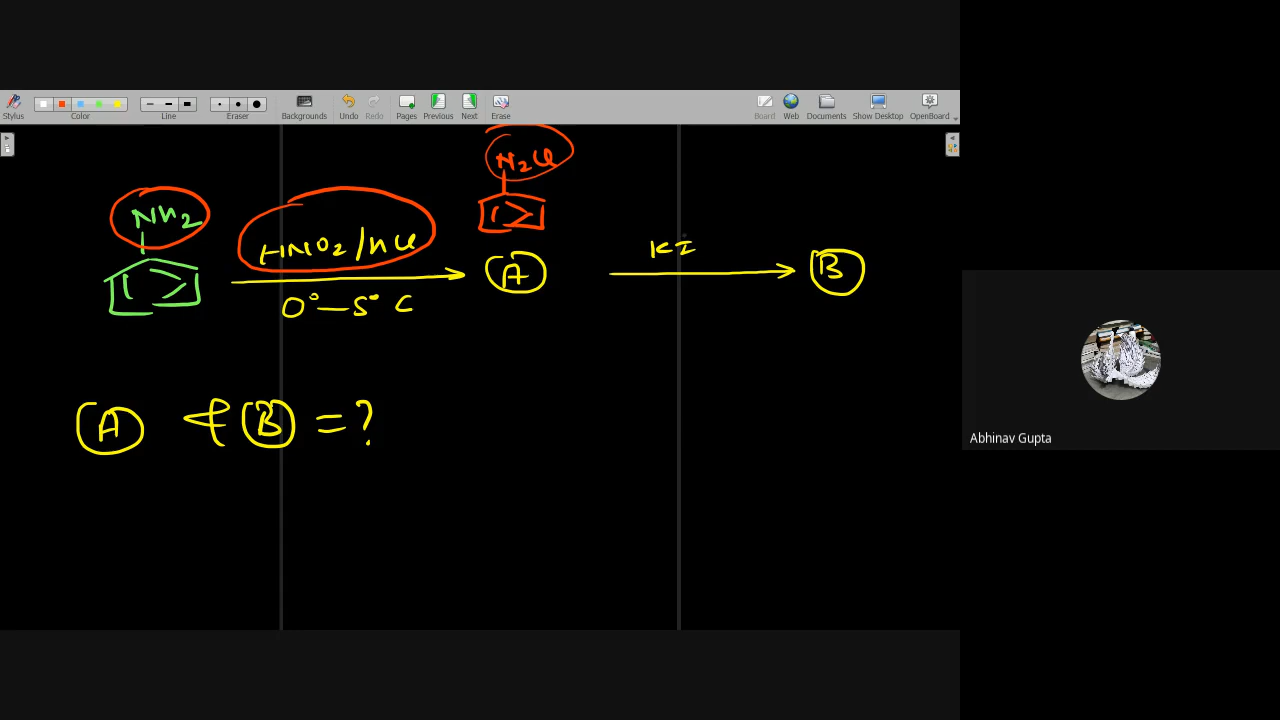 Stylus Color Line Eraser Backgrounds Undo Redo Pages Previous Next Erase Board Web Documents Show Desktop OpenBoard
N2Cl
NH2
HNO2/HCl
0°-5° C
A
KI
B
A & B = ?
Abhinav Gupta